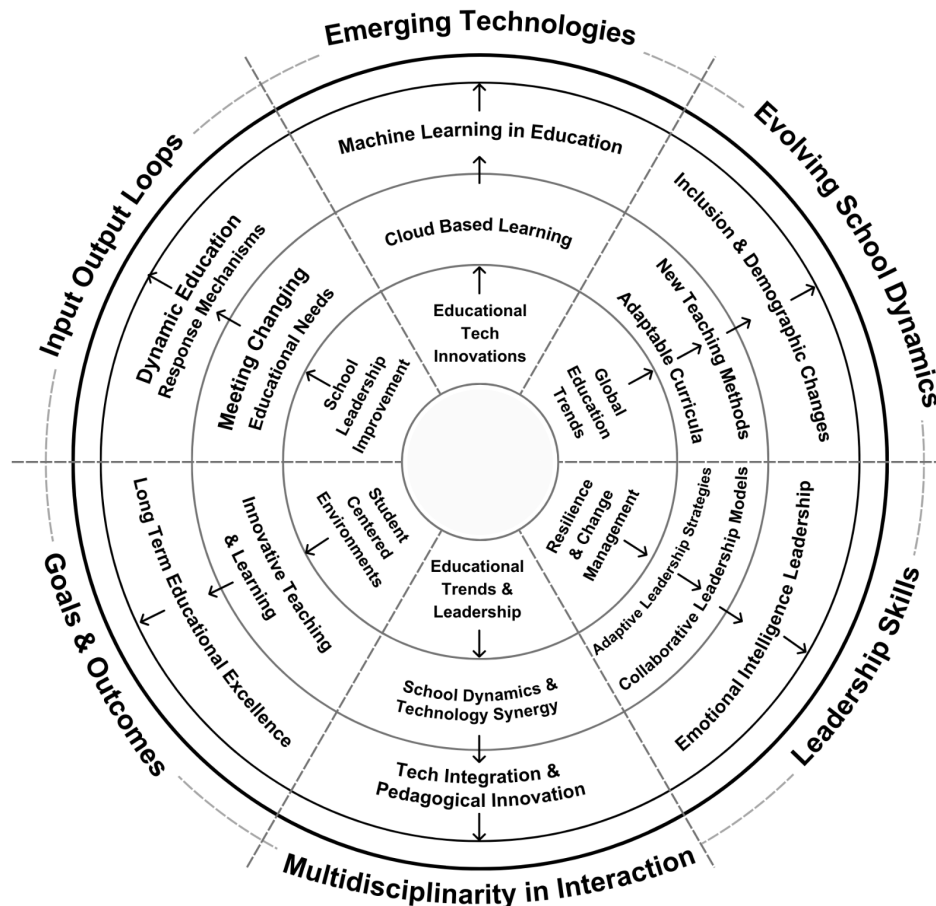 Emerging Technologies
Machine Learning in Education
Cloud Based Learning
Educational
Tech
Innovations
Evolving School Dynamics
Inclusion & Demographic Changes
New Teaching Methods
Adaptable Curricula
Global
Education
Trends
Leadership Skills
Resilience
& Change
Management
Adaptive Leadership Strategies
Collaborative Leadership Models
Emotional Intelligence Leadership
Multidisciplinarity in Interaction
Educational
Trends &
Leadership
School Dynamics &
Technology Synergy
Tech Integration &
Pedagogical Innovation
Goals & Outcomes
Student
Centered
Environments
Innovative Teaching
& Learning
Long Term Educational Excellence
Input Output Loops
School
Leadership
Improvement
Meeting Changing
Educational Needs
Dynamic Education
Response Mechanisms